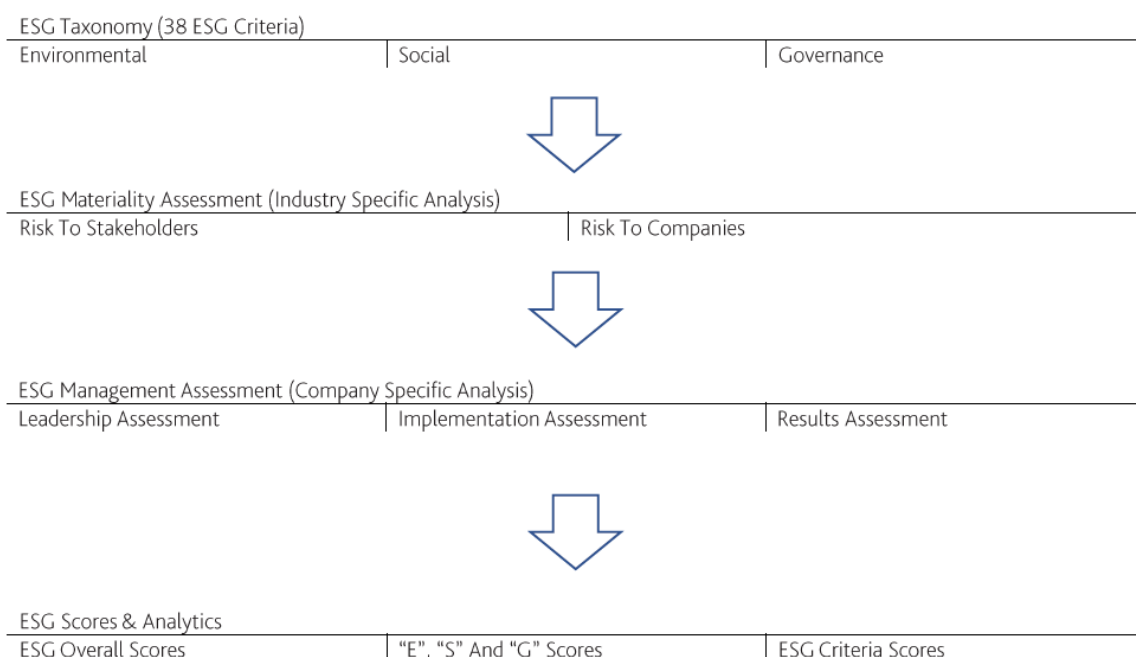 ESG Taxonomy (38 ESG Criteria)
Environmental
Social
Governance
ESG Materiality Assessment (Industry Specific Analysis)
Risk To Stakeholders
Risk To Companies
ESG Management Assessment (Company Specific Analysis)
Leadership Assessment
Implementation Assessment
Results Assessment
ESG Scores & Analytics
ESG Overall Scores
“E”, “S” And “G” Scores
ESG Criteria Scores